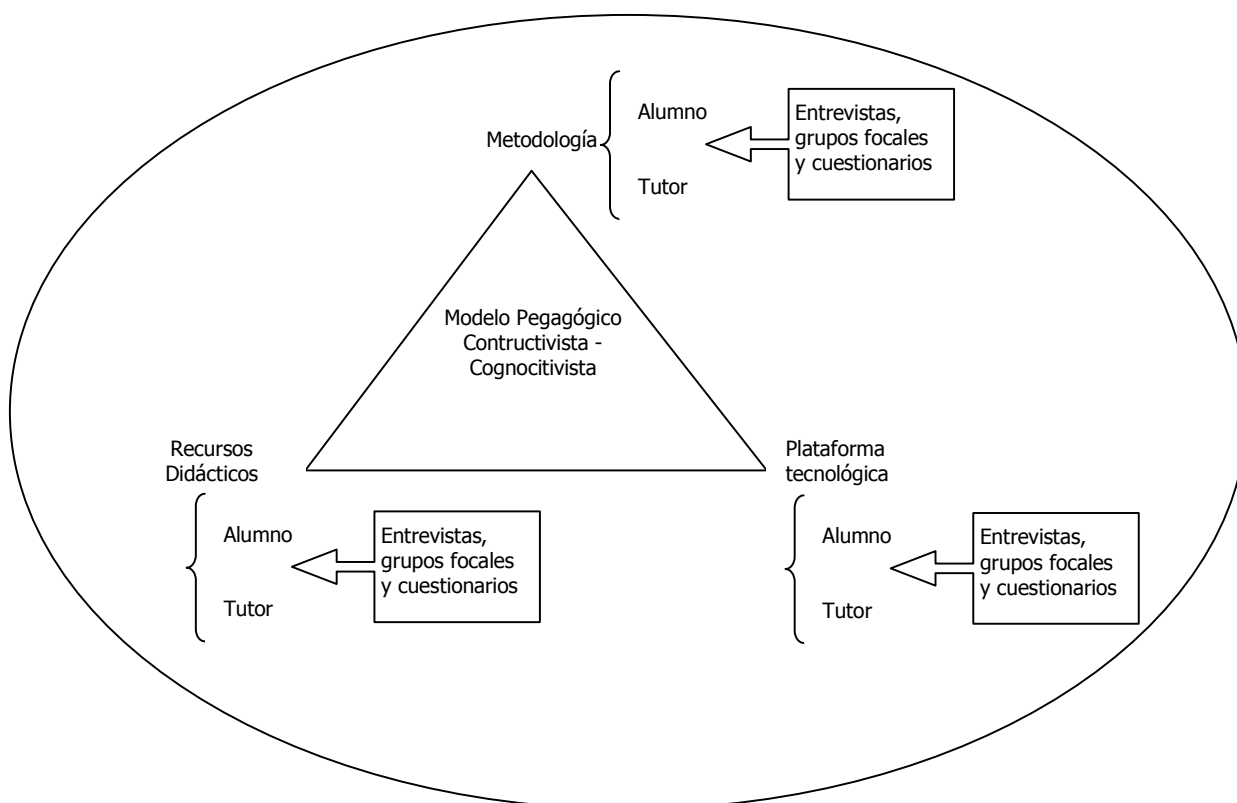 Metodología
Alumno
Tutor
Entrevistas,
grupos focales
y cuestionarios
Modelo Pegagógico
Contructivista -
Cognocitivista
Recursos
Didácticos
Alumno
Tutor
Entrevistas,
grupos focales
y cuestionarios
Plataforma
tecnológica
Alumno
Tutor
Entrevistas,
grupos focales
y cuestionarios